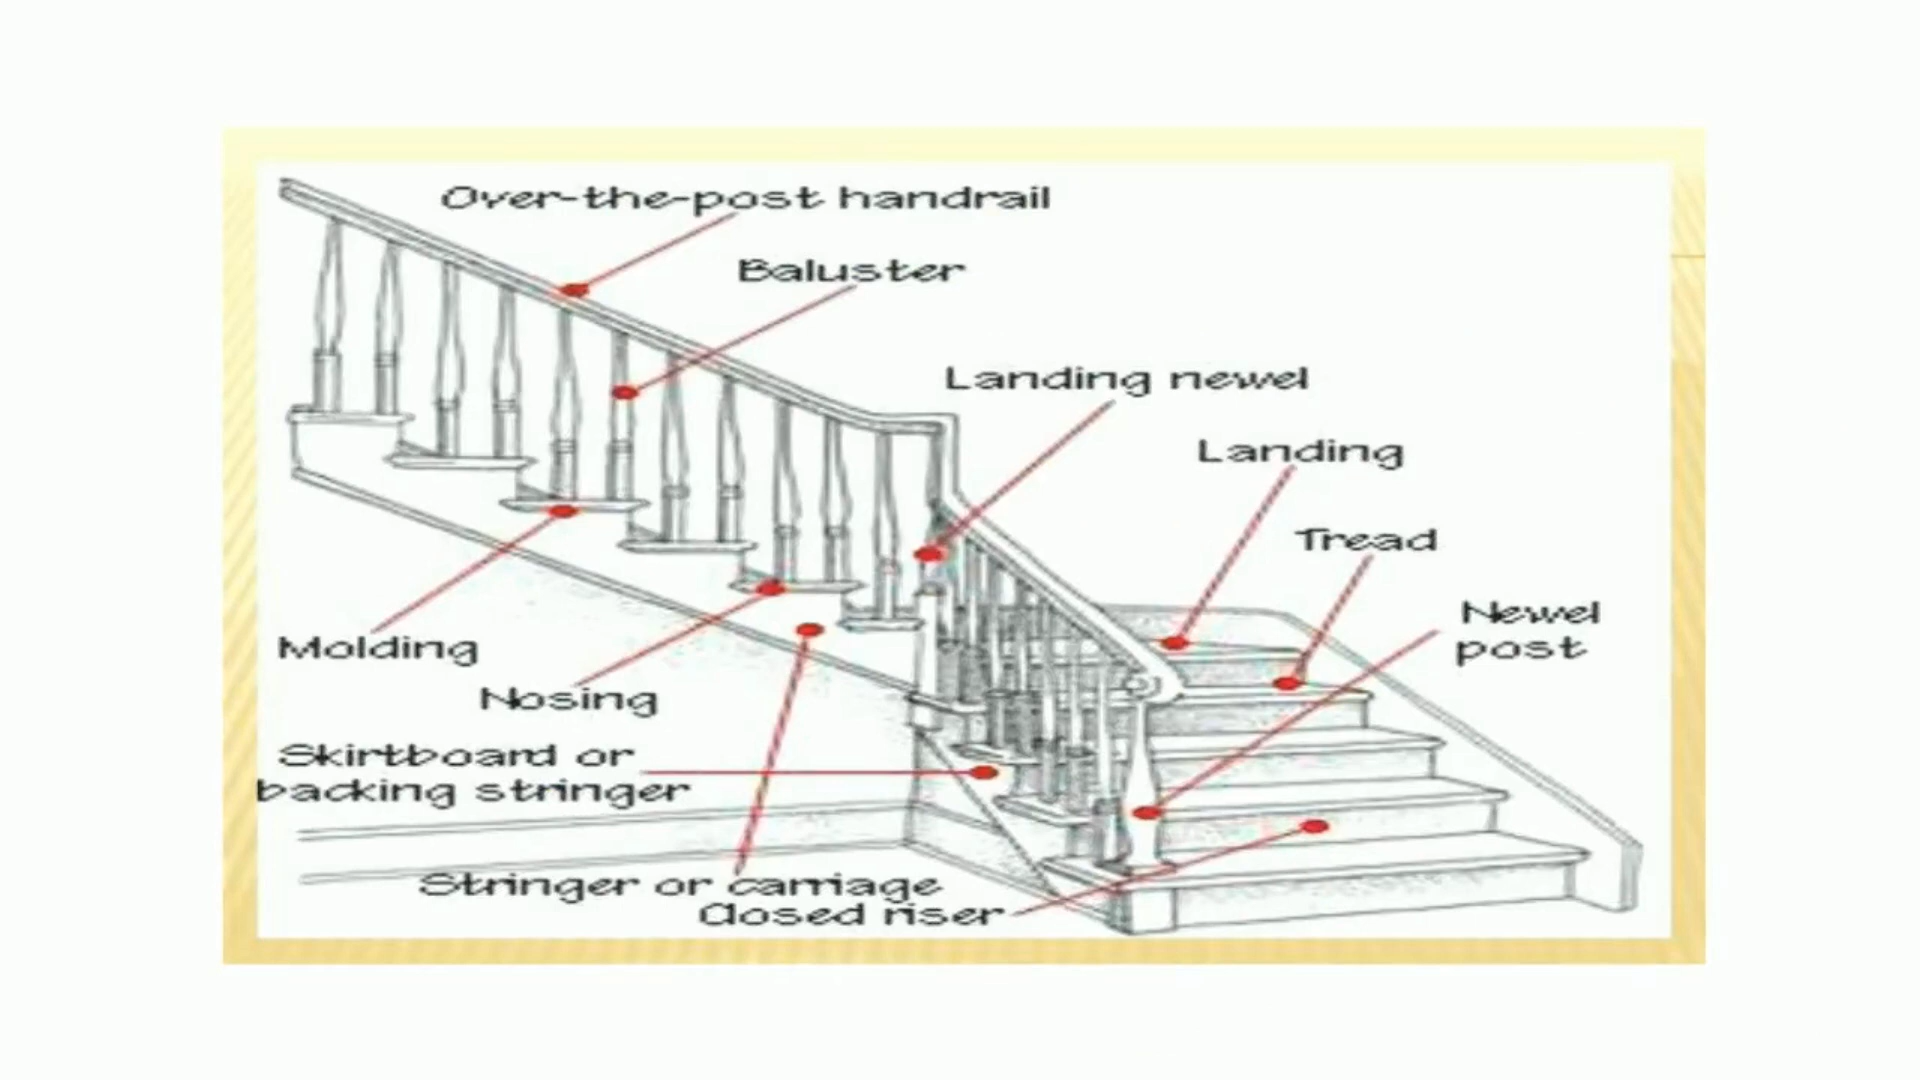 Over-the-post handrail
Baluster
Landing newel
Landing
Tread
Newel
post
Molding
Nosing
Skirtboard or
backing stringer
Stringer or carriage
Closed riser